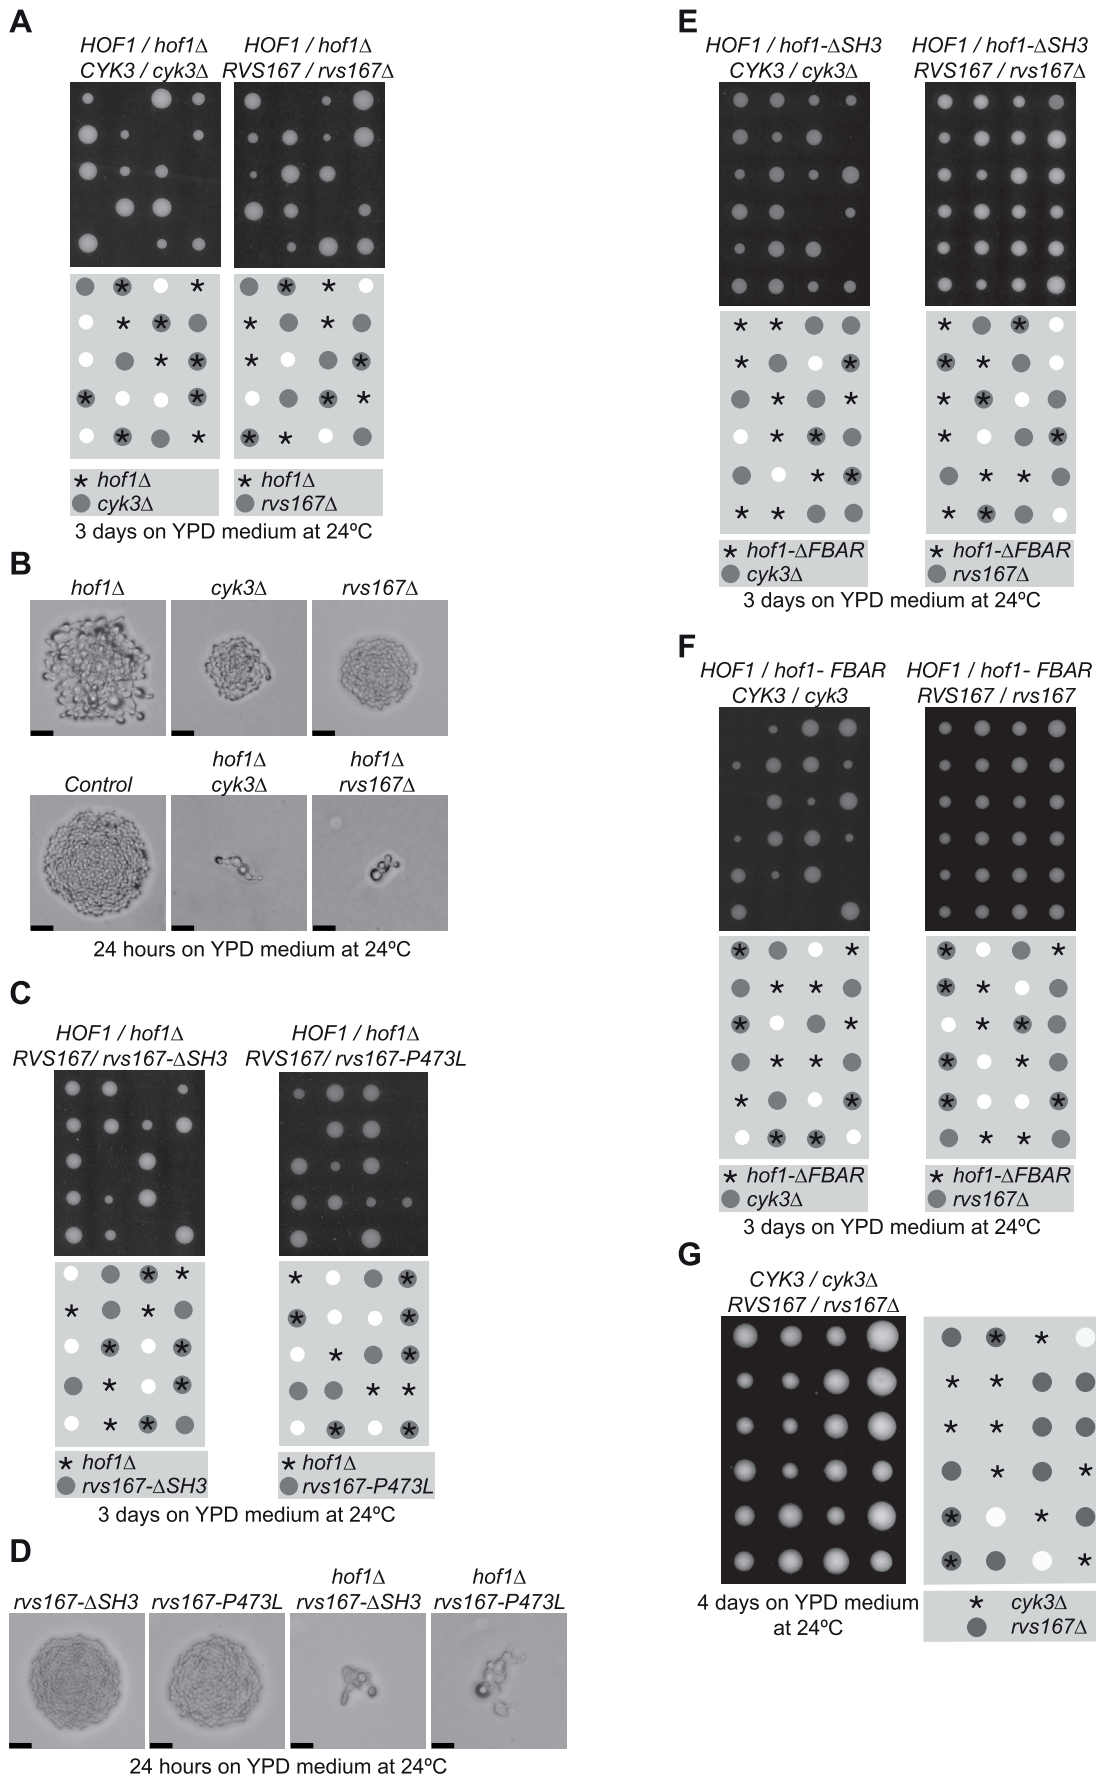 A
HOF1 / hof1Δ
CYK3 / cyk3Δ
HOF1 / hof1Δ
RVS167 / rvs167Δ
* hof1Δ
cyk3Δ
* hof1Δ
rvs167Δ
3 days on YPD medium at 24ºC
B
hof1Δ
cyk3Δ
rvs167Δ
Control
hof1Δ
cyk3Δ
hof1Δ
rvs167Δ
24 hours on YPD medium at 24ºC
C
HOF1 / hof1Δ
RVS167/ rvs167-ΔSH3
HOF1 / hof1Δ
RVS167/ rvs167-P473L
* hof1Δ
rvs167-ΔSH3
* hof1Δ
rvs167-P473L
3 days on YPD medium at 24ºC
D
rvs167-ΔSH3
rvs167-P473L
hof1Δ
rvs167-ΔSH3
hof1Δ
rvs167-P473L
24 hours on YPD medium at 24ºC
E
HOF1 / hof1-ΔSH3
CYK3 / cyk3Δ
HOF1 / hof1-ΔSH3
RVS167 / rvs167Δ
* hof1-ΔFBAR
cyk3Δ
* hof1-ΔFBAR
rvs167Δ
3 days on YPD medium at 24ºC
F
HOF1 / hof1- FBAR
CYK3 / cyk3
HOF1 / hof1- FBAR
RVS167 / rvs167
* hof1-ΔFBAR
cyk3Δ
* hof1-ΔFBAR
rvs167Δ
3 days on YPD medium at 24ºC
G
CYK3 / cyk3Δ
RVS167 / rvs167Δ
4 days on YPD medium
at 24ºC
* cyk3Δ
rvs167Δ